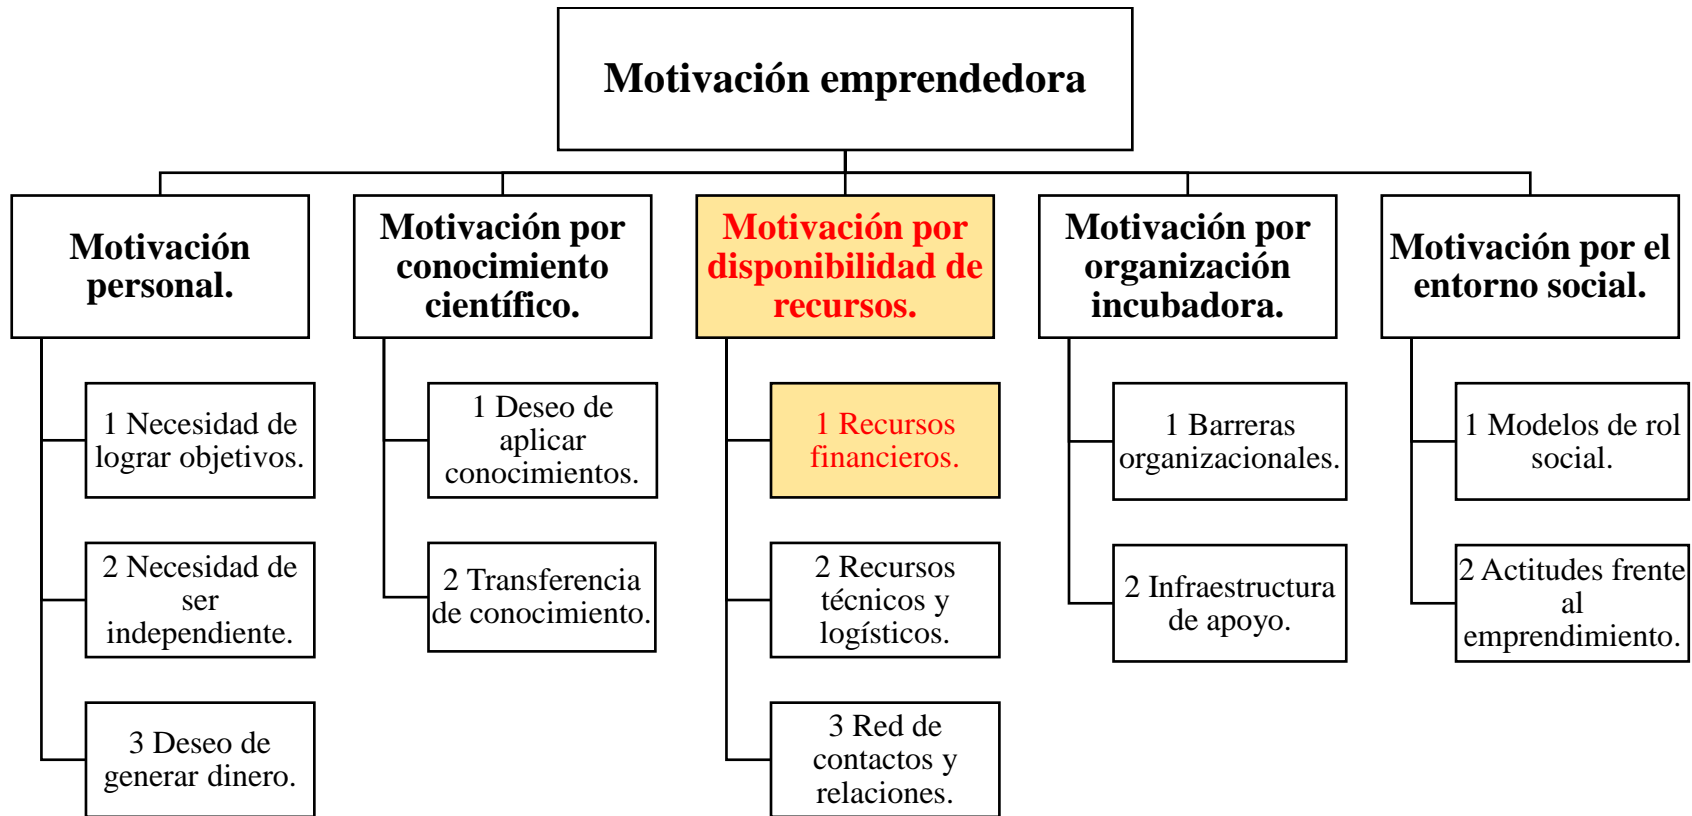 Motivación emprendedora
Motivación
personal.
1 Necesidad de
lograr objetivos.
2 Necesidad de
ser
independiente.
3 Deseo de
generar dinero.
Motivación por
conocimiento
científico.
1 Deseo de
aplicar
conocimientos.
2 Transferencia
de conocimiento.
Motivación por
disponibilidad de
recursos.
1 Recursos
financieros.
2 Recursos
técnicos y
logísticos.
3 Red de
contactos y
relaciones.
Motivación por
organización
incubadora.
1 Barreras
organizacionales.
2 Infraestructura
de apoyo.
Motivación por el
entorno social.
1 Modelos de rol
social.
2 Actitudes frente
al
emprendimiento.